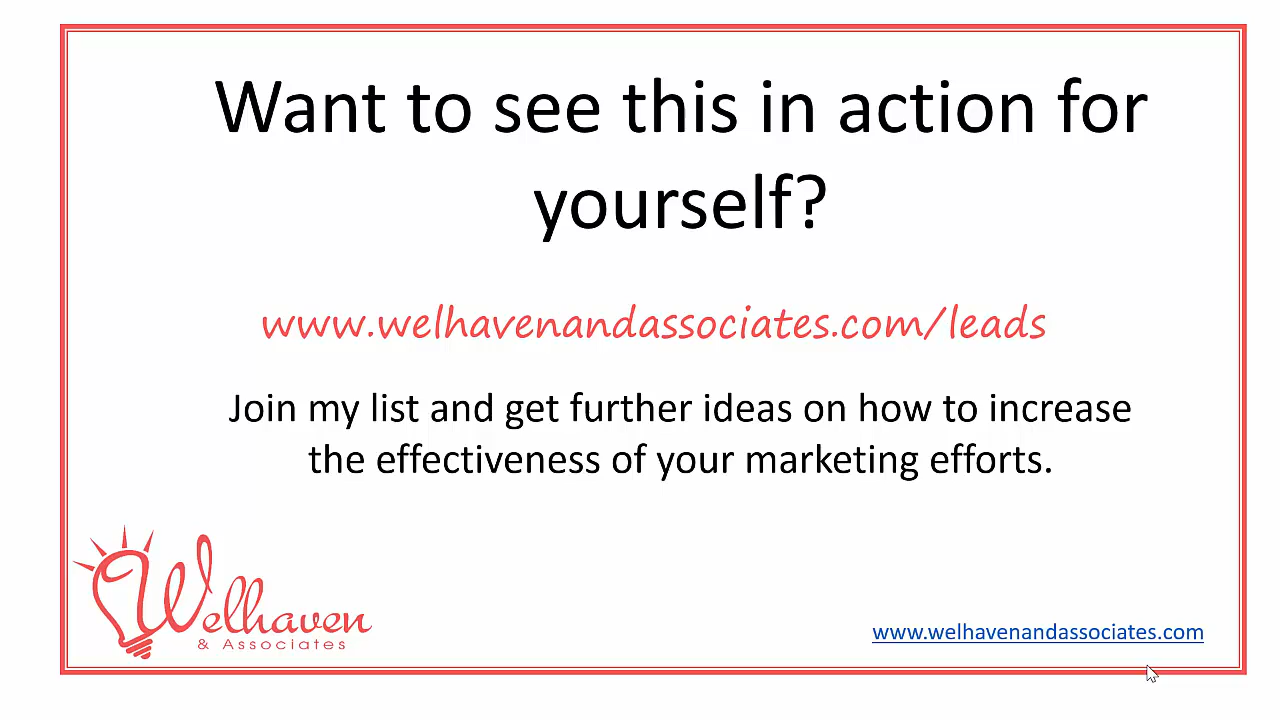 Want to see this in action for
yourself?
www.welhavenandassociates.com/leads
Join my list and get further ideas on how to increase
the effectiveness of your marketing efforts.
Welhaven
& Associates
www.welhavenandassociates.com